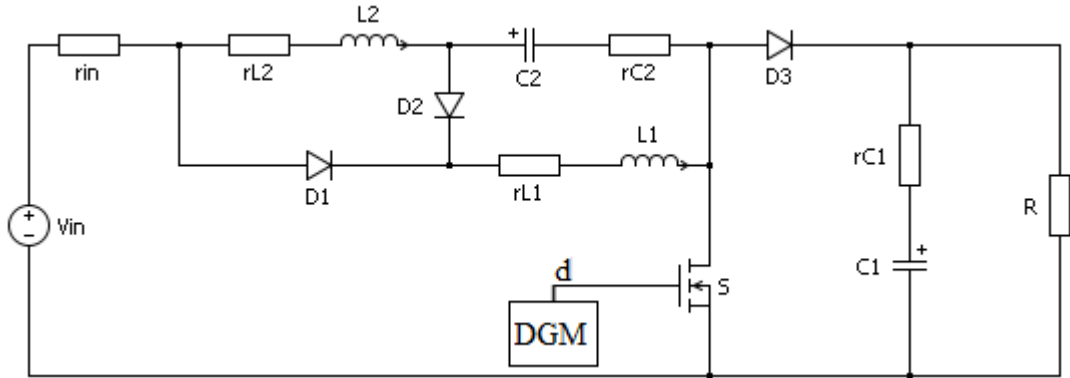 L2
rin
rL2
+
C2
rC2
D3
D2
L1
rC1
D1
rL1
R
+
−
Vin
C1
+
d
S
DGM